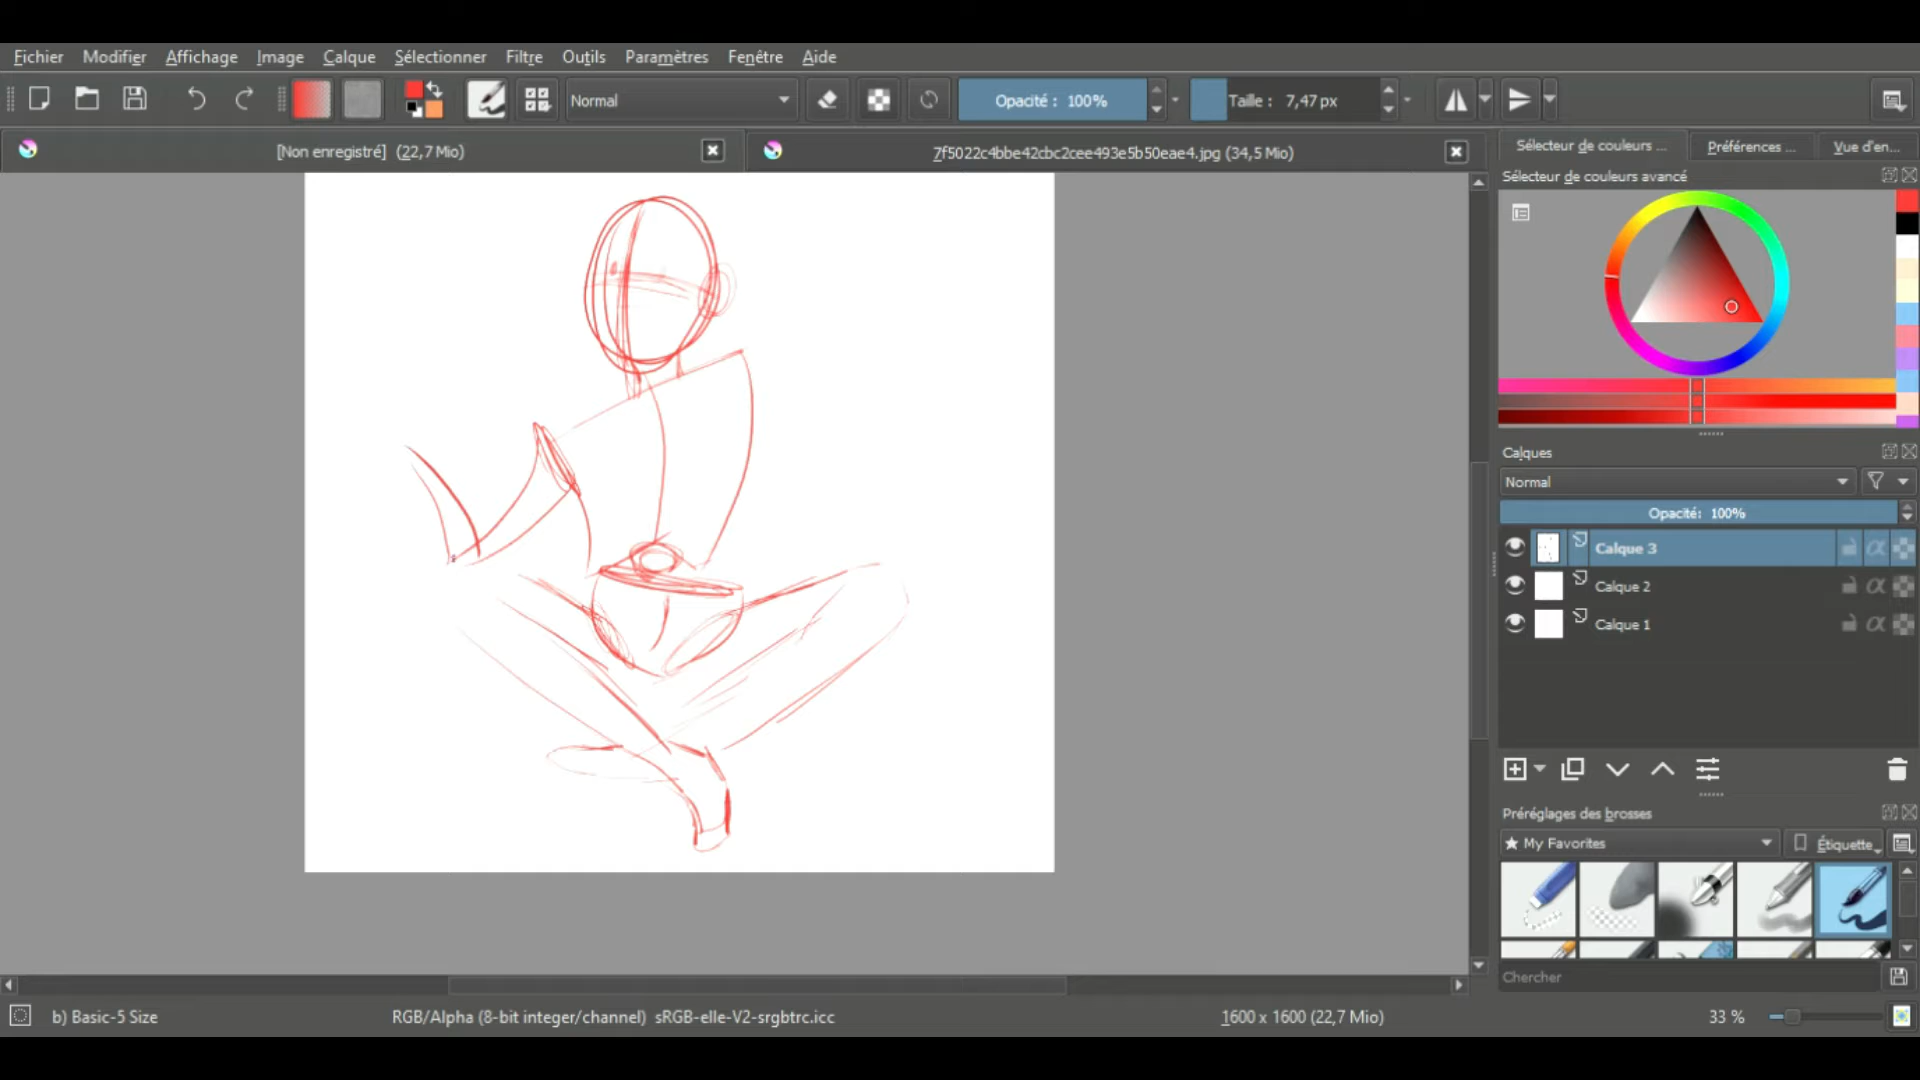 Fichier Modifier Affichage Image Calque Sélectionner Filtre Outils Paramètres Fenêtre Aide
Normal Opacité : 100% Taille : 7,47 px
[Non enregistré] (22,7 Mio) 7f5022c4bbe42cbc2cee493e5b50eae4.jpg (34,5 Mio)
Sélecteur de couleurs ... Préférences ... Vue d'en...
Sélecteur de couleurs avancé
Calques
Normal
Opacité: 100%
Calque 3
Calque 2
Calque 1
Préréglages des brosses
★ My Favorites Étiquette
Chercher
b) Basic-5 Size RGB/Alpha (8-bit integer/channel) sRGB-elle-V2-srgbtrc.icc 1600 x 1600 (22,7 Mio) 33 %